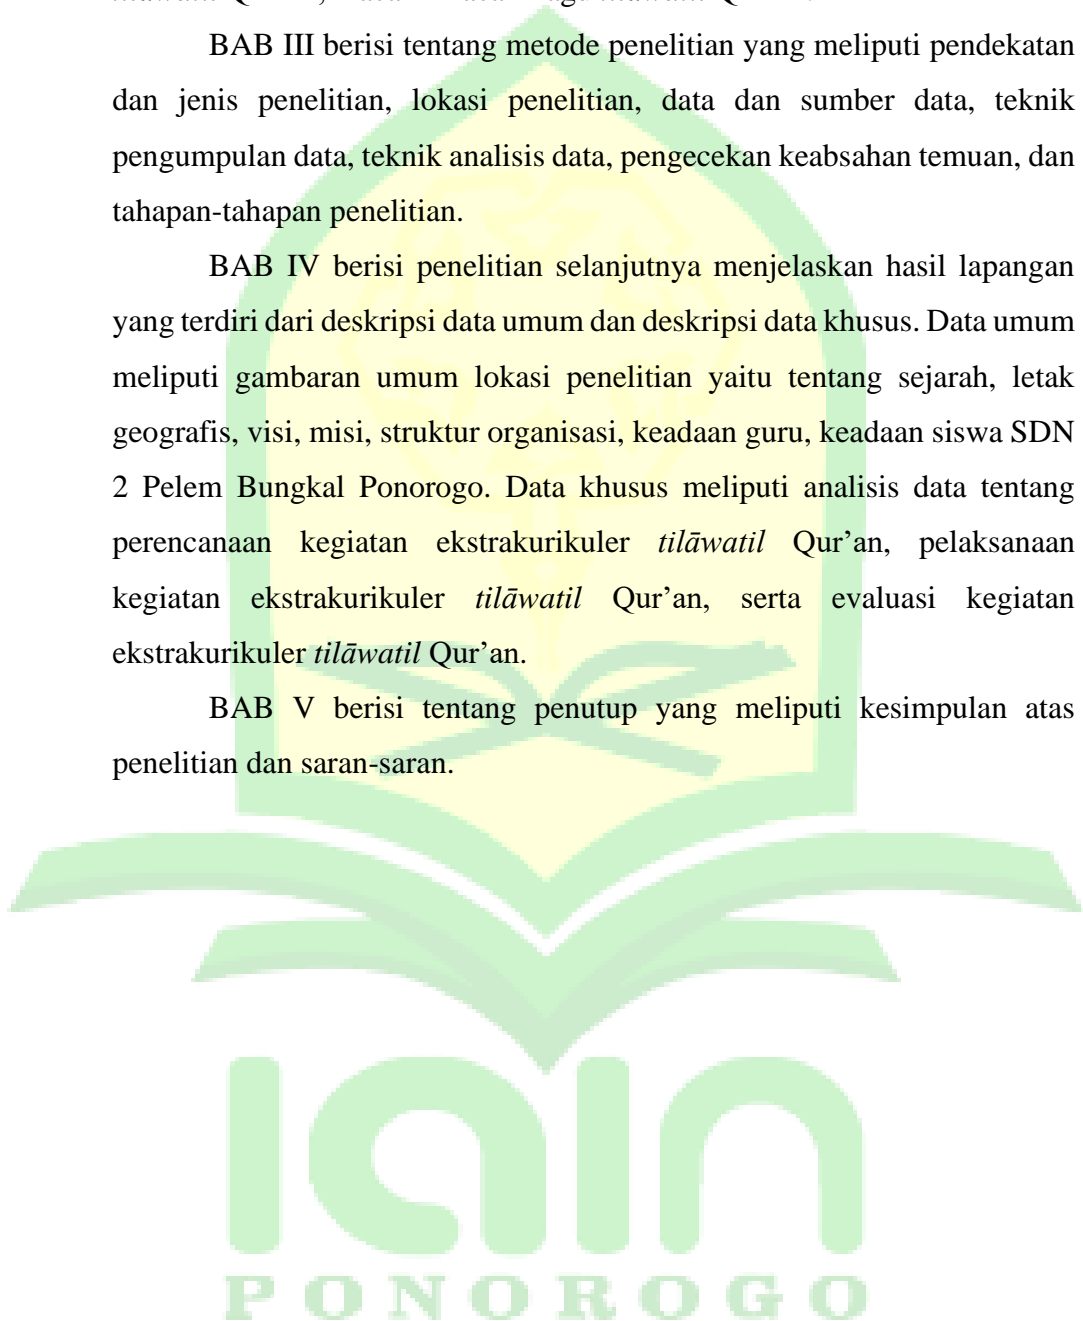 BAB III berisi tentang metode penelitian yang meliputi pendekatan
dan jenis penelitian, lokasi penelitian, data dan sumber data, teknik
pengumpulan data, teknik analisis data, pengecekan keabsahan temuan, dan
tahapan-tahapan penelitian.
BAB IV berisi penelitian selanjutnya menjelaskan hasil lapangan
yang terdiri dari deskripsi data umum dan deskripsi data khusus. Data umum
meliputi gambaran umum lokasi penelitian yaitu tentang sejarah, letak
geografis, visi, misi, struktur organisasi, keadaan guru, keadaan siswa SDN
2 Pelem Bungkal Ponorogo. Data khusus meliputi analisis data tentang
perencanaan kegiatan ekstrakurikuler tilāwatil Qur’an, pelaksanaan
kegiatan ekstrakurikuler tilāwatil Qur’an, serta evaluasi kegiatan
ekstrakurikuler tilāwatil Qur’an.
BAB V berisi tentang penutup yang meliputi kesimpulan atas
penelitian dan saran-saran.
iain
PONOROGO